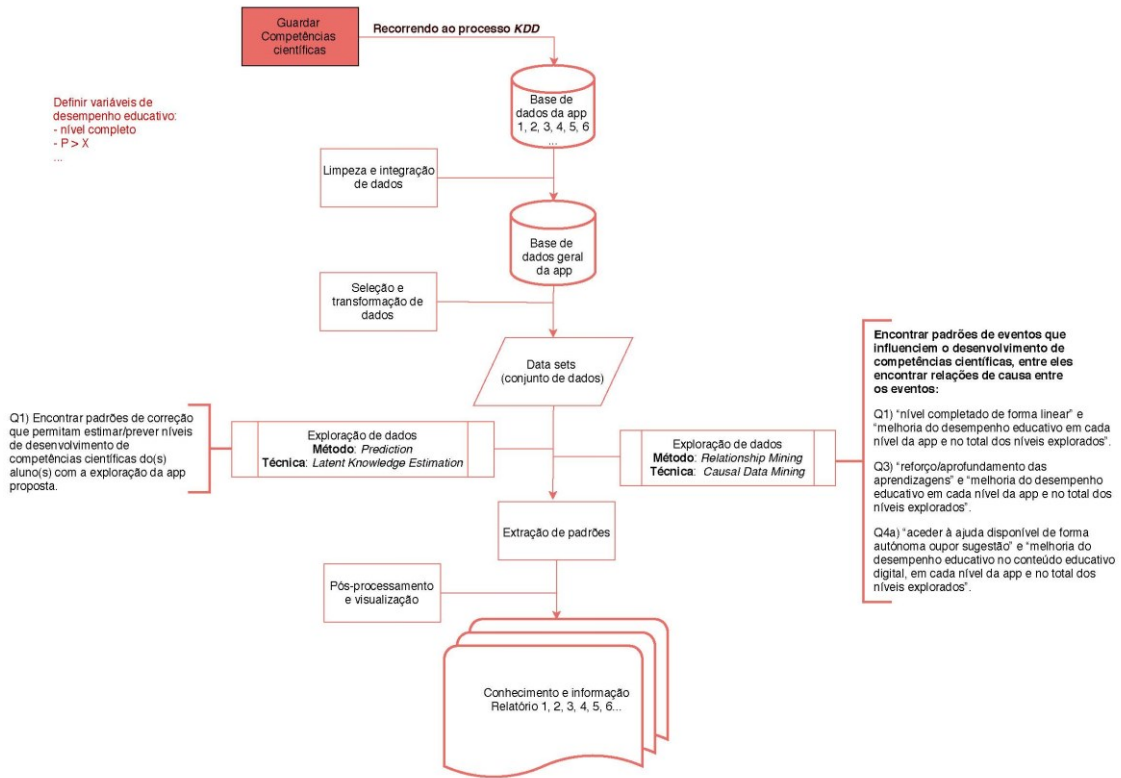 Guardar
Competências
científicas
Recorrendo ao processo KDD
Definir variáveis de
desempenho educativo:
- nível completo
- P > X
...
Base de
dados da app
1, 2, 3, 4, 5, 6
...
Limpeza e integração
de dados
Base de
dados geral
da app
Seleção e
transformação de
dados
Data sets
(conjunto de dados)
Q1) Encontrar padrões de correção
que permitam estimar/prever níveis
de desenvolvimento de
competências científicas do(s)
aluno(s) com a exploração da app
proposta.
Exploração de dados
Método: Prediction
Técnica: Latent Knowledge Estimation
Exploração de dados
Método: Relationship Mining
Técnica: Causal Data Mining
Encontrar padrões de eventos que
influenciem o desenvolvimento de
competências científicas, entre eles
encontrar relações de causa entre
os eventos:
Q1) “nível completado de forma linear” e
“melhoria do desempenho educativo em cada
nível da app e no total dos níveis explorados”.
Q3) “reforço/aprofundamento das
aprendizagens” e “melhoria do desempenho
educativo em cada nível da app e no total dos
níveis explorados”.
Q4a) “aceder à ajuda disponível de forma
autónoma oupor sugestão” e “melhoria do
desempenho educativo no conteúdo educativo
digital, em cada nível da app e no total dos
níveis explorados”.
Extração de padrões
Pós-processamento
e visualização
Conhecimento e informação
Relatório 1, 2, 3, 4, 5, 6...